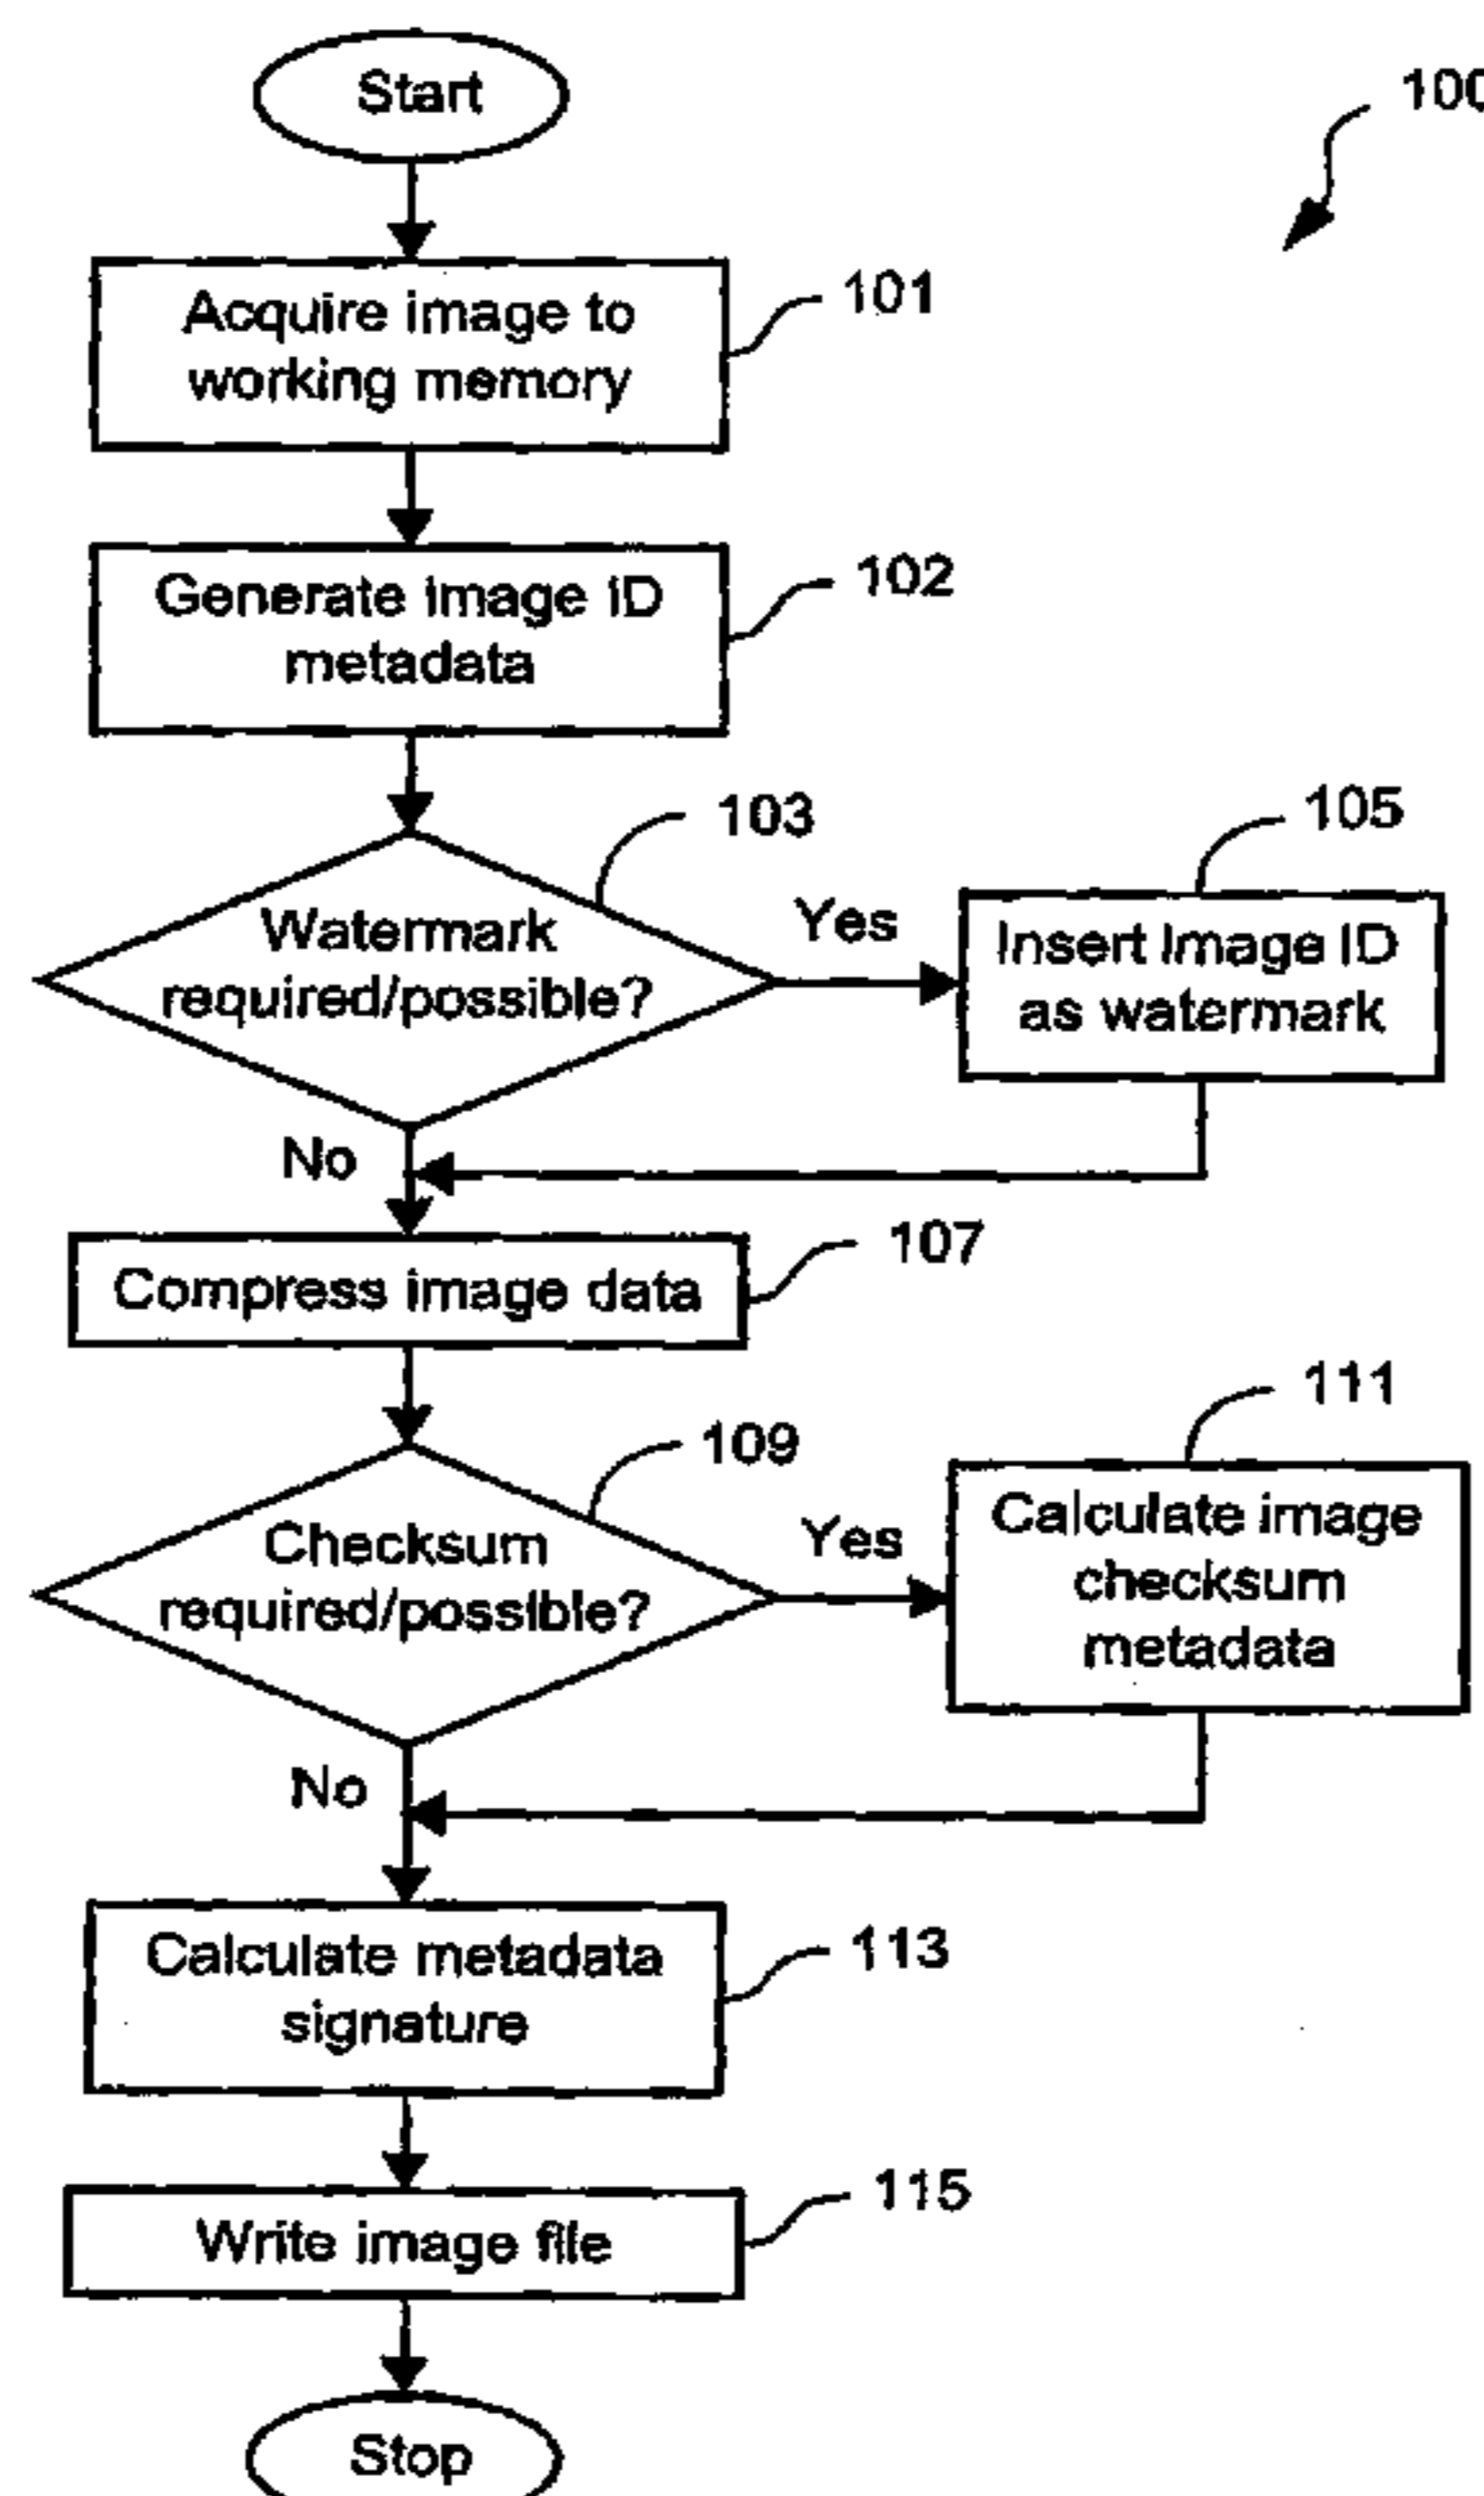 Start
100
Acquire image to
working memory
101
Generate image ID
metadata
102
Watermark
required/possible?
103
Yes
Insert Image ID
as watermark
105
No
Compress image data
107
Checksum
required/possible?
109
Yes
Calculate image
checksum
metadata
111
No
Calculate metadata
signature
113
Write image file
115
Stop